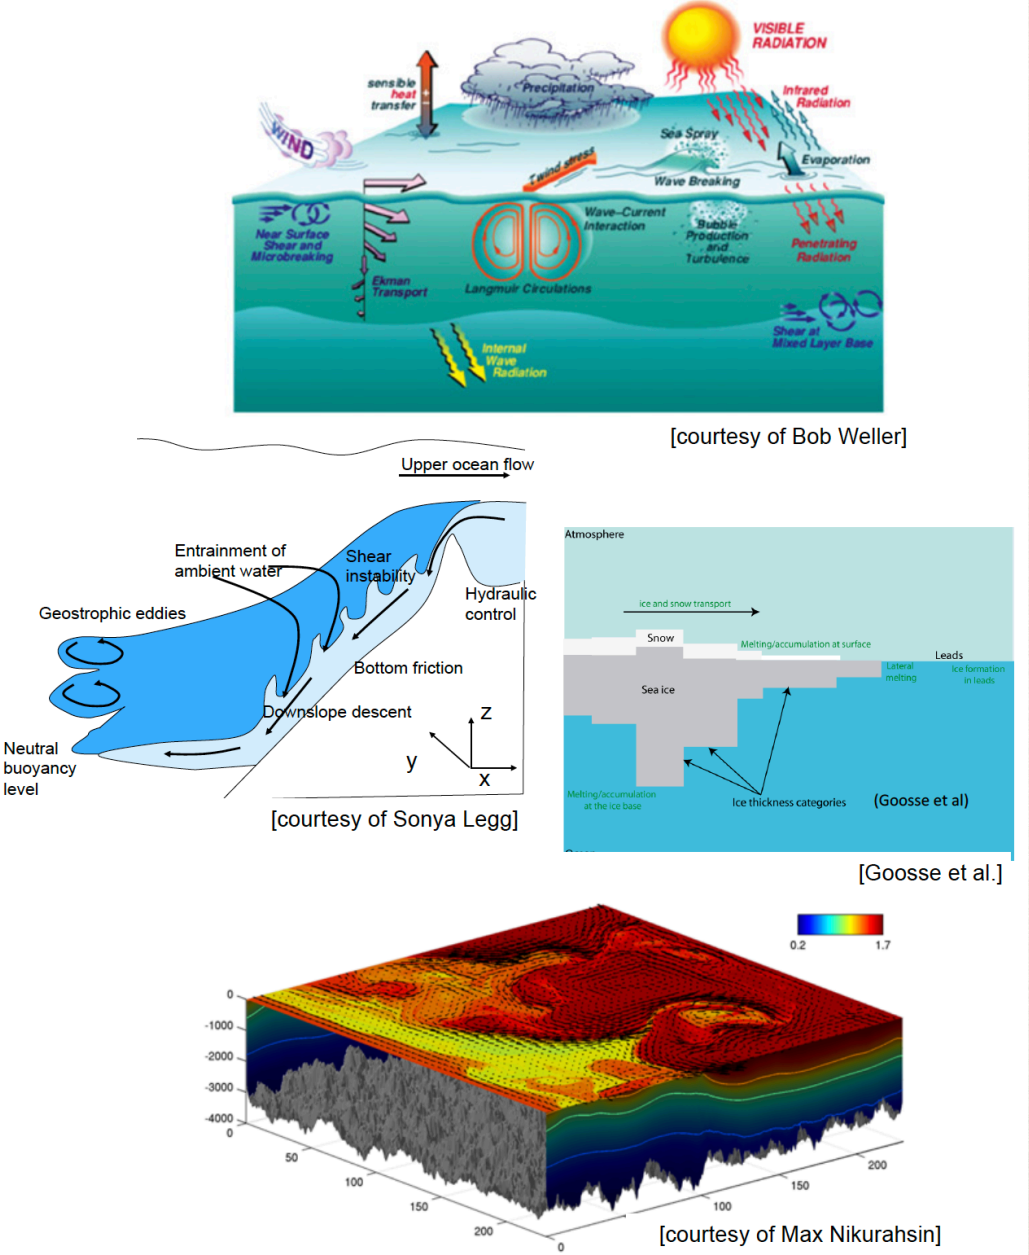 VISIBLE
RADIATION
sensible
heat
transfer
+
−
Precipitation
Infrared
Radiation
WIND
Sea Spray
Evaporation
τ wind stress
Wave Breaking
Near Surface
Shear and
Microbreaking
Wave–Current
Interaction
Bubble
Production
and
Turbulence
Penetrating
Radiation
Ekman
Transport
Langmuir Circulations
Shear at
Mixed Layer Base
Internal
Wave
Radiation
[courtesy of Bob Weller]
Upper ocean flow
Entrainment of
ambient water
Shear
instability
Geostrophic eddies
Hydraulic
control
Bottom friction
Downslope descent
Neutral
buoyancy
level
z
y
x
[courtesy of Sonya Legg]
Atmosphere
ice and snow transport
Snow
Melting/accumulation at surface
Leads
Lateral
melting
Ice formation
in leads
Sea ice
Melting/accumulation
at the ice base
Ice thickness categories
(Goosse et al)
[Goosse et al.]
0.2
1.7
0
-1000
-2000
-3000
-4000
0
50
100
150
200
0
100
150
200
[courtesy of Max Nikurahsin]